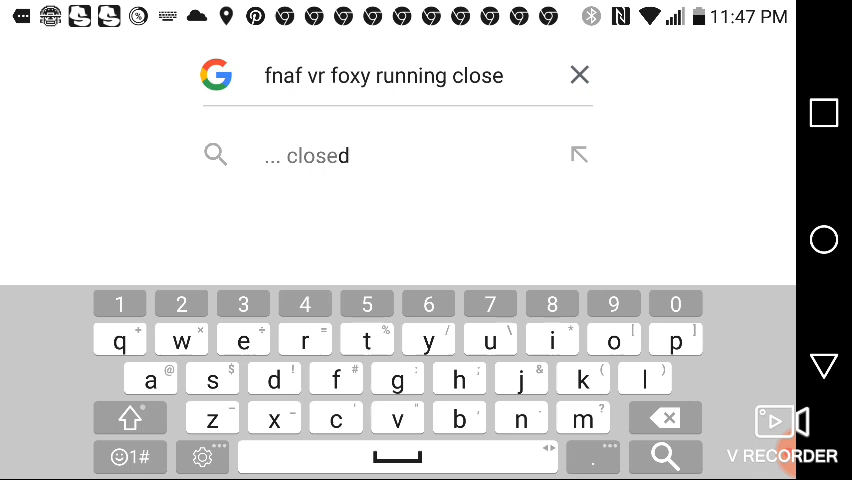 11:47 PM
fnaf vr foxy running close
... closed
1 2 3 4 5 6 7 8 9 0
q + w × e ÷ r = t % y / u \ i * o [ p ]
a @ s $ d ! f # g : h ; j & k ( l )
z - x _ c ' v " b , n . m ?
1# .
V RECORDER